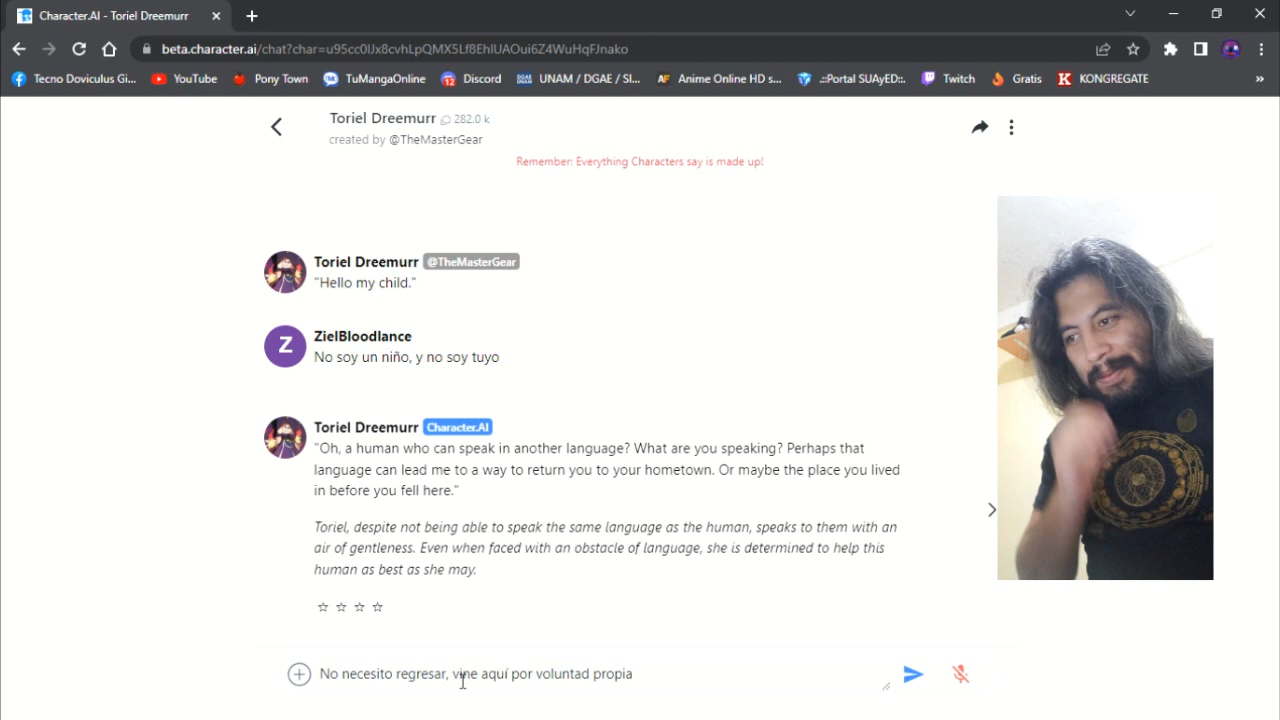 Character.AI - Toriel Dreemurr
beta.character.ai/chat?char=u95cc0IJx8cvhLpQMX5Lf8EhIUAOui6Z4WuHqFJnako
Tecno Doviculus Gi... YouTube Pony Town TuMangaOnline 12 Discord UNAM / DGAE / SI... AF Anime Online HD s... .::Portal SUAyED::. Twitch Gratis K KONGREGATE »
Toriel Dreemurr 282.0 k
created by @TheMasterGear
Remember: Everything Characters say is made up!
Toriel Dreemurr @TheMasterGear
"Hello my child."
Z ZielBloodlance
No soy un niño, y no soy tuyo
Toriel Dreemurr Character.AI
"Oh, a human who can speak in another language? What are you speaking? Perhaps that
language can lead me to a way to return you to your hometown. Or maybe the place you lived
in before you fell here."
Toriel, despite not being able to speak the same language as the human, speaks to them with an
air of gentleness. Even when faced with an obstacle of language, she is determined to help this
human as best as she may.
No necesito regresar, vine aquí por voluntad propia